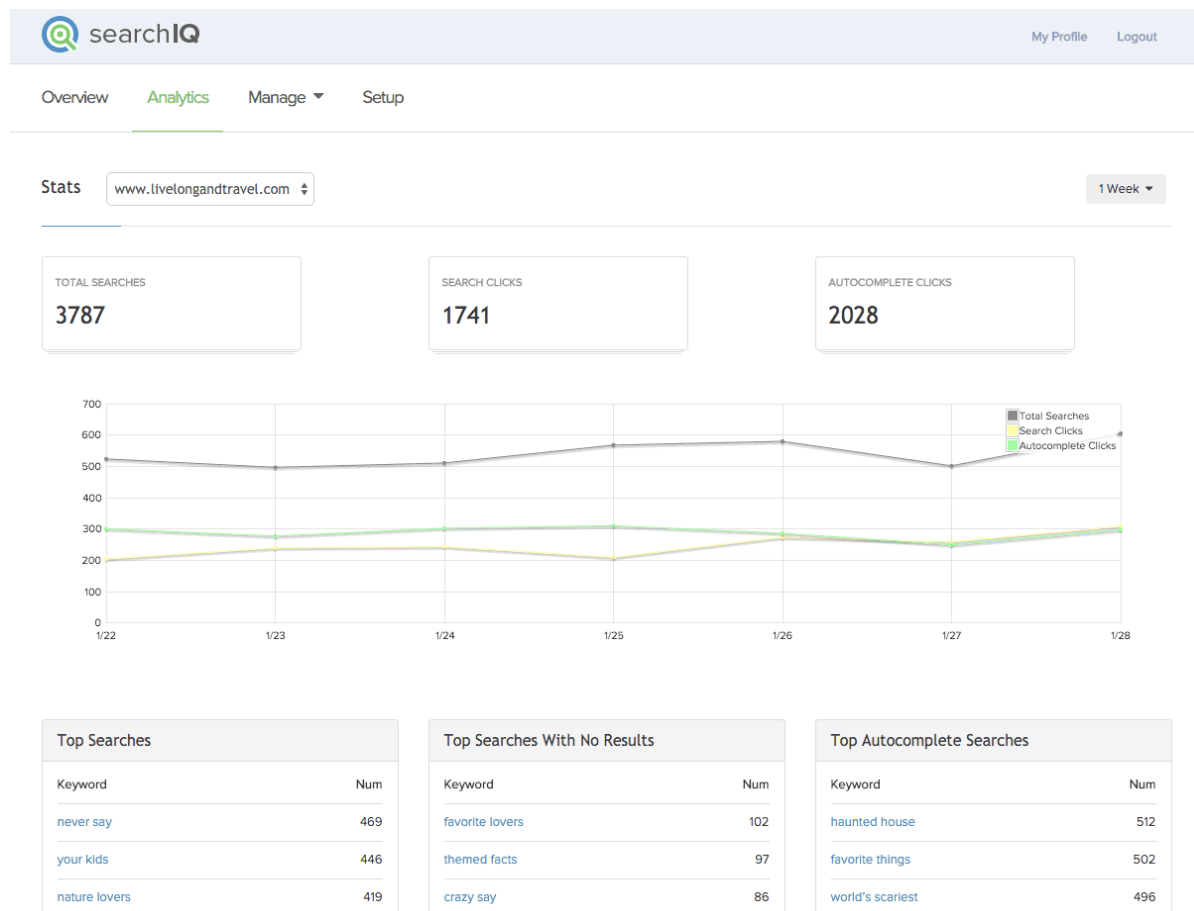 searchIQ
My Profile Logout
Overview Analytics Manage Setup
Stats www.livelongandtravel.com 1 Week
TOTAL SEARCHES SEARCH CLICKS AUTOCOMPLETE CLICKS
3787 1741 2028
700
Total Searches
Search Clicks
Autocomplete Clicks
600
500
400
300
200
100
0
1/22 1/23 1/24 1/25 1/26 1/27 1/28
Top Searches
Keyword Num
never say 469
your kids 446
nature lovers 419
Top Searches With No Results
Keyword Num
favorite lovers 102
themed facts 97
crazy say 86
Top Autocomplete Searches
Keyword Num
haunted house 512
favorite things 502
world's scariest 496